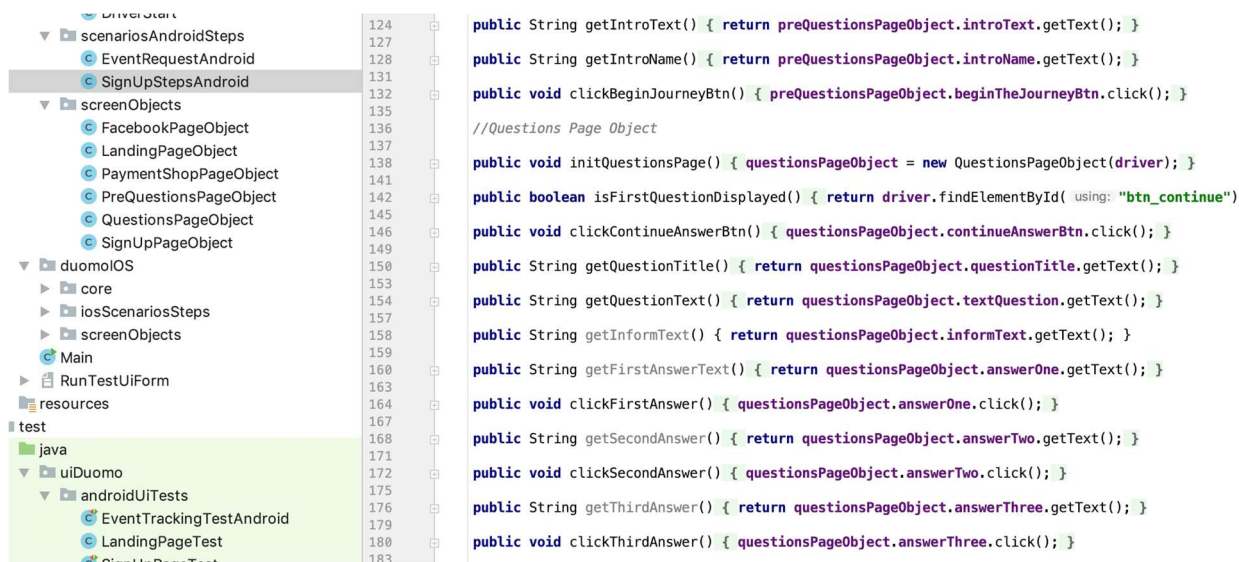 DriverStart
scenariosAndroidSteps
EventRequestAndroid
SignUpStepsAndroid
screenObjects
FacebookPageObject
LandingPageObject
PaymentShopPageObject
PreQuestionsPageObject
QuestionsPageObject
SignUpPageObject
duomoIOS
core
iosScenariosSteps
screenObjects
Main
RunTestUiForm
resources
test
java
uiDuomo
androidUiTests
EventTrackingTestAndroid
LandingPageTest
SignUpPageTest
124 public String getIntroText() { return preQuestionsPageObject.introText.getText(); }
127
128 public String getIntroName() { return preQuestionsPageObject.introName.getText(); }
131
132 public void clickBeginJourneyBtn() { preQuestionsPageObject.beginTheJourneyBtn.click(); }
135
136 //Questions Page Object
137
138 public void initQuestionsPage() { questionsPageObject = new QuestionsPageObject(driver); }
141
142 public boolean isFirstQuestionDisplayed() { return driver.findElementById( using: "btn_continue")
145
146 public void clickContinueAnswerBtn() { questionsPageObject.continueAnswerBtn.click(); }
149
150 public String getQuestionTitle() { return questionsPageObject.questionTitle.getText(); }
153
154 public String getQuestionText() { return questionsPageObject.textQuestion.getText(); }
157
158 public String getInformText() { return questionsPageObject.informText.getText(); }
159
160 public String getFirstAnswerText() { return questionsPageObject.answerOne.getText(); }
163
164 public void clickFirstAnswer() { questionsPageObject.answerOne.click(); }
167
168 public String getSecondAnswer() { return questionsPageObject.answerTwo.getText(); }
171
172 public void clickSecondAnswer() { questionsPageObject.answerTwo.click(); }
175
176 public String getThirdAnswer() { return questionsPageObject.answerThree.getText(); }
179
180 public void clickThirdAnswer() { questionsPageObject.answerThree.click(); }
183